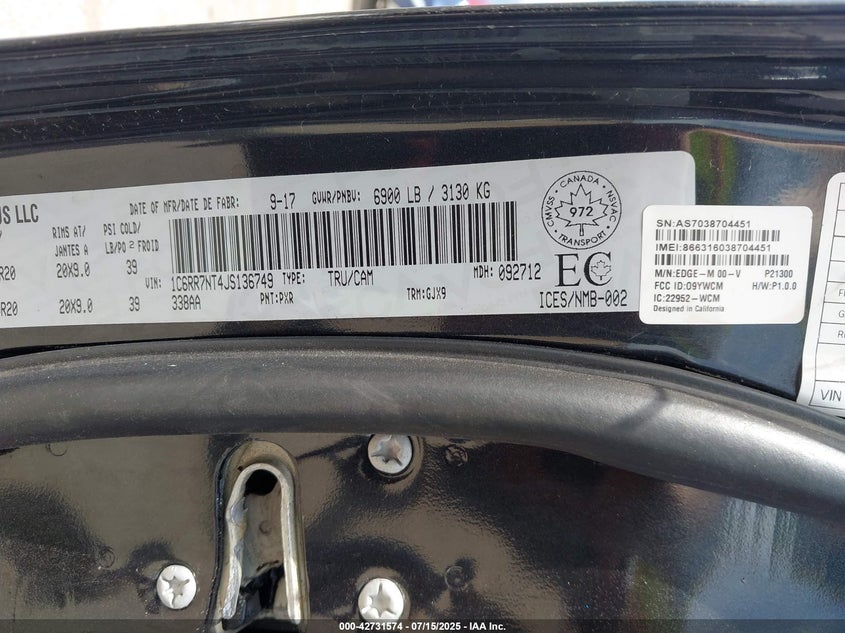 US LLC
DATE OF MFR/DATE DE FABR: 9-17 GVWR/PNBV: 6900 LB / 3130 KG
RIMS AT/ JANTES A
PSI COLD/ LB/PO 2 FROID
R20 20X9.0 39
R20 20X9.0 39
VIN: 1C6RR7NT4JS136749 TYPE: TRU/CAM MDH: 092712
338AA PNT:PXR TRM:GJX9
CANADA
CMVSS 972 NSVAC
TRANSPORT
EC
ICES/NMB-002
SN:AS7038704451
IMEI:866316038704451
M/N:EDGE-M 00-V P21300
FCC ID:O9YWCM H/W:P1.0.0
IC:22952-WCM
Designed in California
F
G
R
VIN
000-42731574 | 07/15/2025 - IAA Inc.